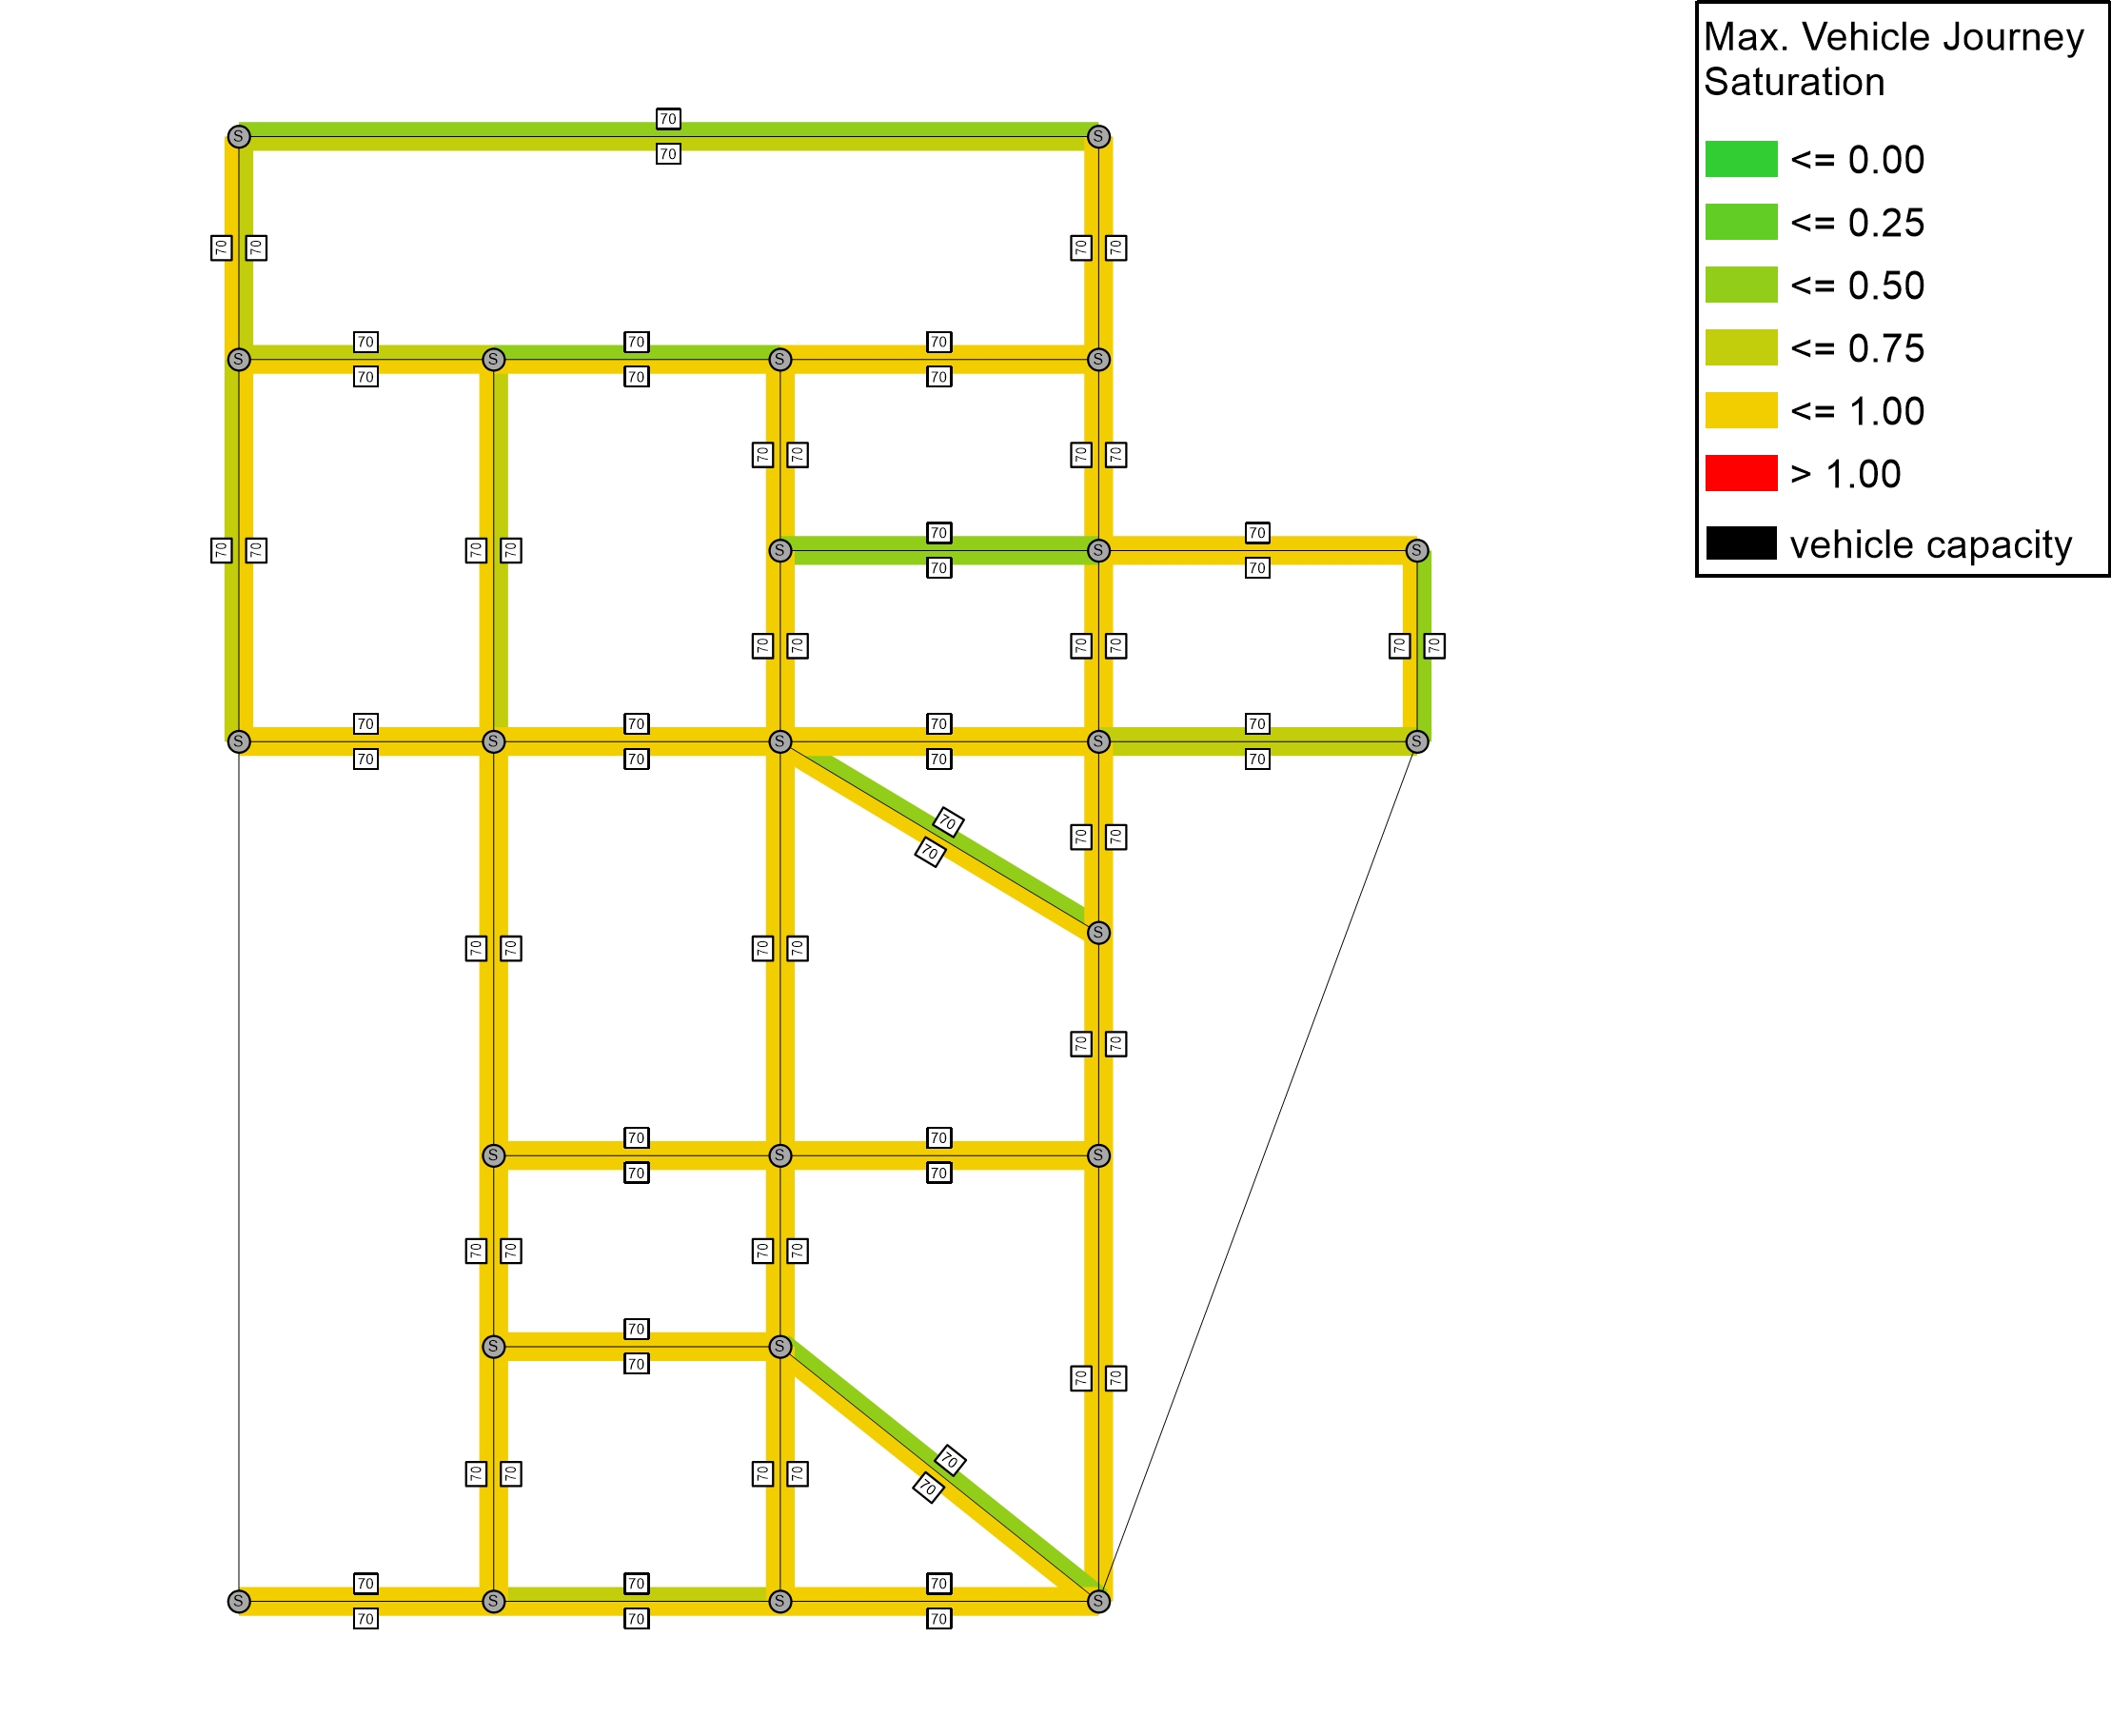 Max. Vehicle Journey
Saturation
<= 0.00
<= 0.25
<= 0.50
<= 0.75
<= 1.00
> 1.00
vehicle capacity
70
S S
70
70 70 70 70
70 70 70
S S S S
70 70 70
70 70 70 70
70 70
70 70 70 70 S S S
70 70
70 70 70 70 70 70
70 70 70 70
S S S S S
70 70 70 70
70
70 70
70
S
70 70 70 70
70 70
70 70
S S S
70 70
70 70 70 70
70
S S
70
70 70
70
70 70 70 70
70
70 70 70
S S S S
70 70 70